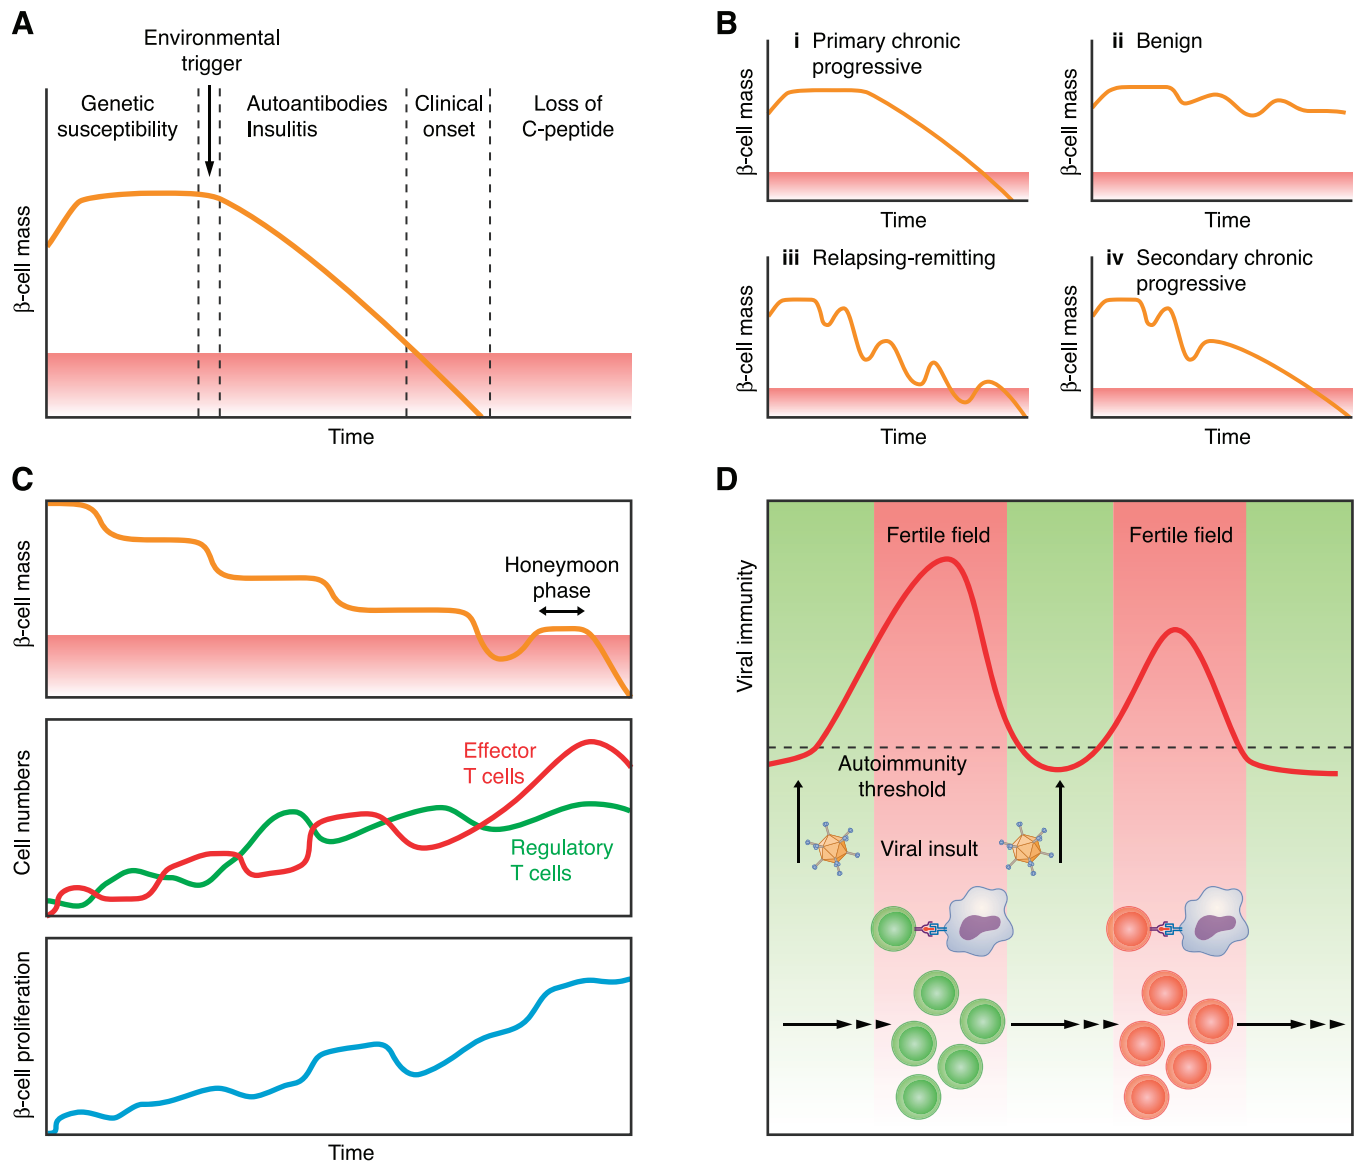 A
Environmental
trigger
Genetic
susceptibility
Autoantibodies
Insulitis
Clinical
onset
Loss of
C-peptide
β-cell mass
Time
B
i Primary chronic
progressive
β-cell mass
Time
ii Benign
β-cell mass
Time
iii Relapsing-remitting
β-cell mass
Time
iv Secondary chronic
progressive
β-cell mass
Time
C
β-cell mass
Honeymoon
phase
Cell numbers
Effector
T cells
Regulatory
T cells
β-cell proliferation
Time
D
Viral immunity
Fertile field
Fertile field
Autoimmunity
threshold
Viral insult